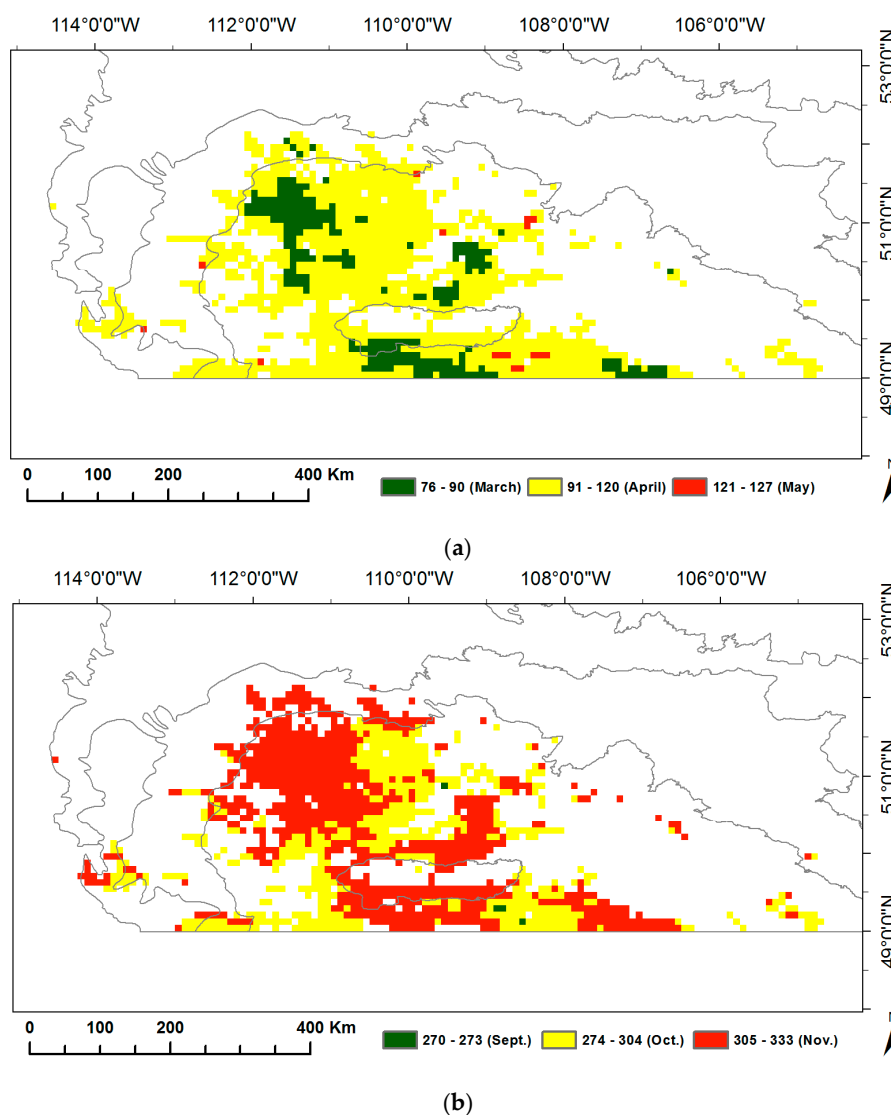 114°0'0"W 112°0'0"W 110°0'0"W 108°0'0"W 106°0'0"W
53°0'0"N
51°0'0"N
49°0'0"N
0 100 200 400 Km
76 - 90 (March) 91 - 120 (April) 121 - 127 (May)
(a)
114°0'0"W 112°0'0"W 110°0'0"W 108°0'0"W 106°0'0"W
53°0'0"N
51°0'0"N
49°0'0"N
0 100 200 400 Km
270 - 273 (Sept.) 274 - 304 (Oct.) 305 - 333 (Nov.)
(b)